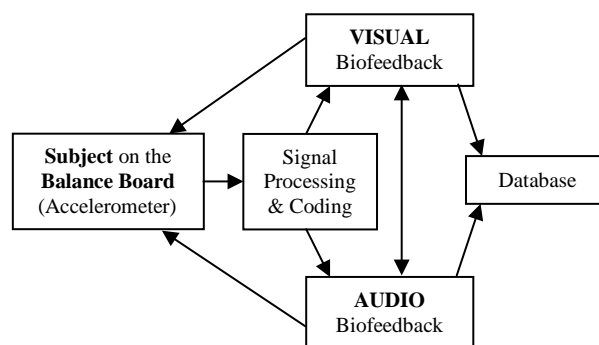 VISUAL
Biofeedback
Subject on the
Balance Board
(Accelerometer)
Signal
Processing
& Coding
Database
AUDIO
Biofeedback